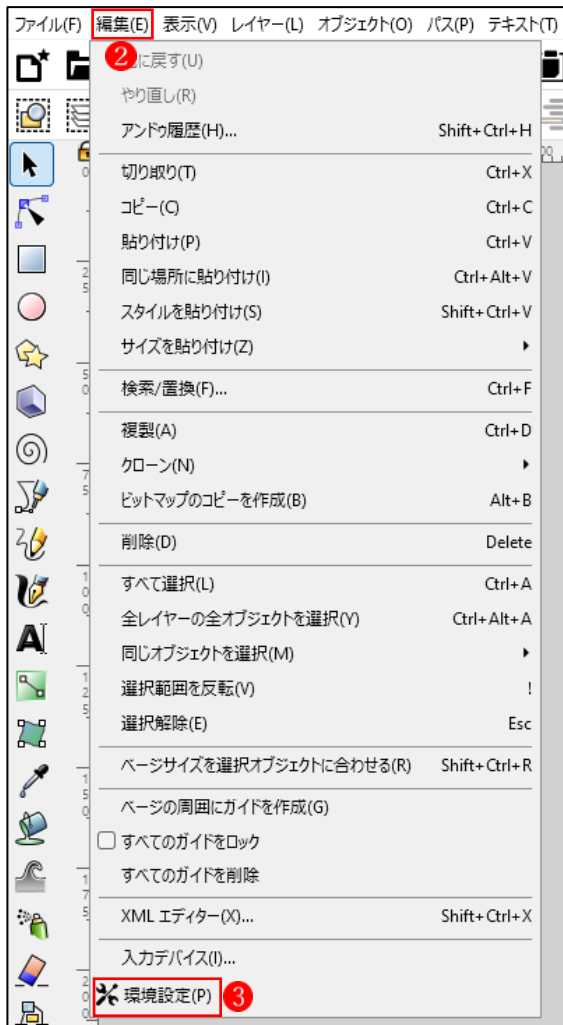 ファイル(F) 編集(E) 表示(V) レイヤー(L) オブジェクト(O) パス(P) テキスト(T)
2
に戻す(U)
やり直し(R)
アンドゥ履歴(H)... Shift+Ctrl+H
切り取り(T) Ctrl+X
コピー(C) Ctrl+C
貼り付け(P) Ctrl+V
同じ場所に貼り付け(I) Ctrl+Alt+V
スタイルを貼り付け(S) Shift+Ctrl+V
サイズを貼り付け(Z)
検索/置換(F)... Ctrl+F
複製(A) Ctrl+D
クローン(N)
ビットマップのコピーを作成(B) Alt+B
削除(D) Delete
すべて選択(L) Ctrl+A
全レイヤーの全オブジェクトを選択(Y) Ctrl+Alt+A
同じオブジェクトを選択(M)
選択範囲を反転(V) !
選択解除(E) Esc
ページサイズを選択オブジェクトに合わせる(R) Shift+Ctrl+R
ページの周囲にガイドを作成(G)
すべてのガイドをロック
すべてのガイドを削除
XML エディター(X)... Shift+Ctrl+X
入力デバイス(I)...
環境設定(P) 3